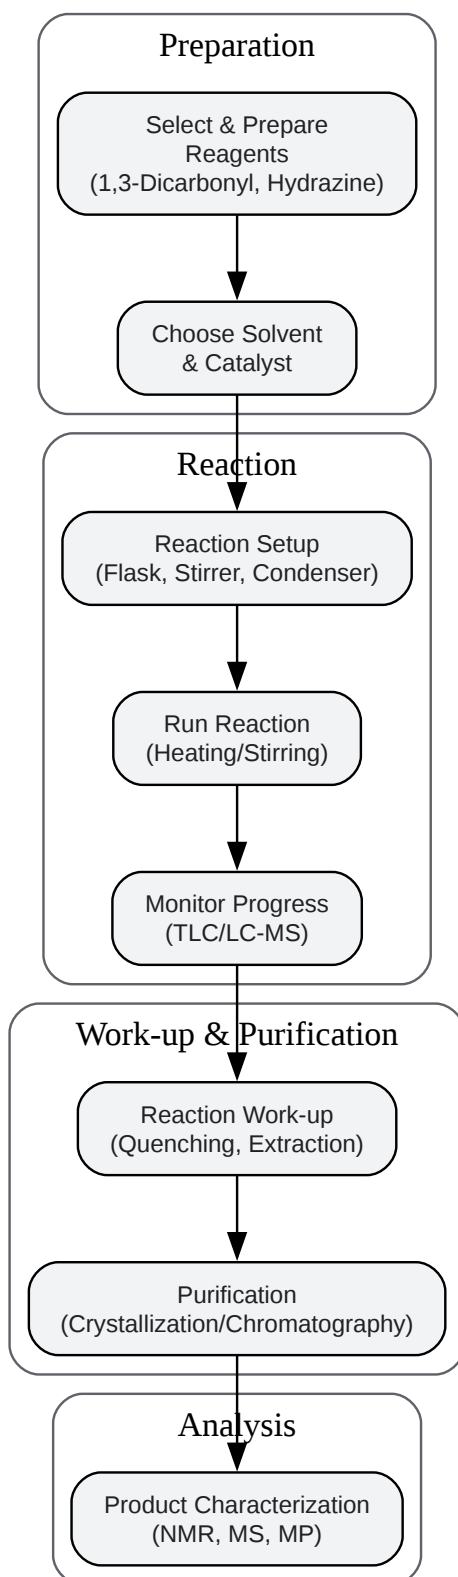 Preparation
Select & Prepare
Reagents
(1,3-Dicarbonyl, Hydrazine)
Choose Solvent
& Catalyst
Reaction
Reaction Setup
(Flask, Stirrer, Condenser)
Run Reaction
(Heating/Stirring)
Monitor Progress
(TLC/LC-MS)
Work-up & Purification
Reaction Work-up
(Quenching, Extraction)
Purification
(Crystallization/Chromatography)
Analysis
Product Characterization
(NMR, MS, MP)